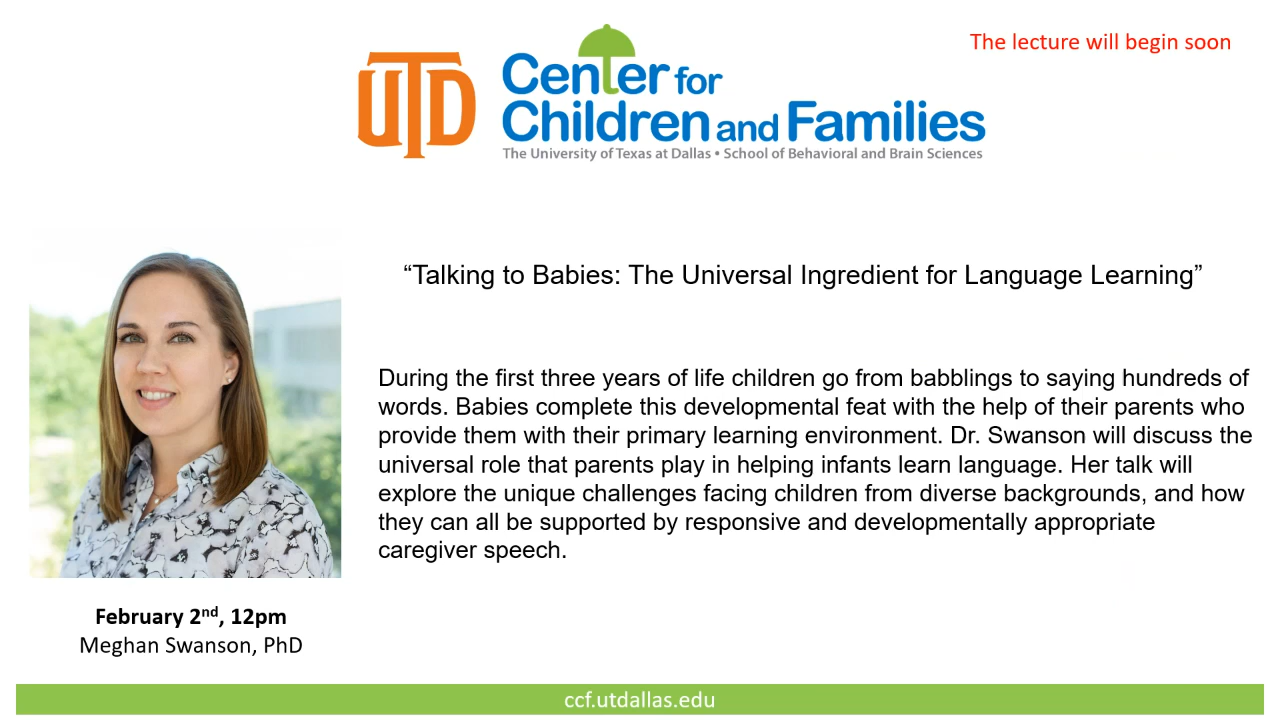 The lecture will begin soon
UTD
Center for
Children and Families
The University of Texas at Dallas • School of Behavioral and Brain Sciences
“Talking to Babies: The Universal Ingredient for Language Learning”
During the first three years of life children go from babblings to saying hundreds of
words. Babies complete this developmental feat with the help of their parents who
provide them with their primary learning environment. Dr. Swanson will discuss the
universal role that parents play in helping infants learn language. Her talk will
explore the unique challenges facing children from diverse backgrounds, and how
they can all be supported by responsive and developmentally appropriate
caregiver speech.
February 2nd, 12pm
Meghan Swanson, PhD
ccf.utdallas.edu